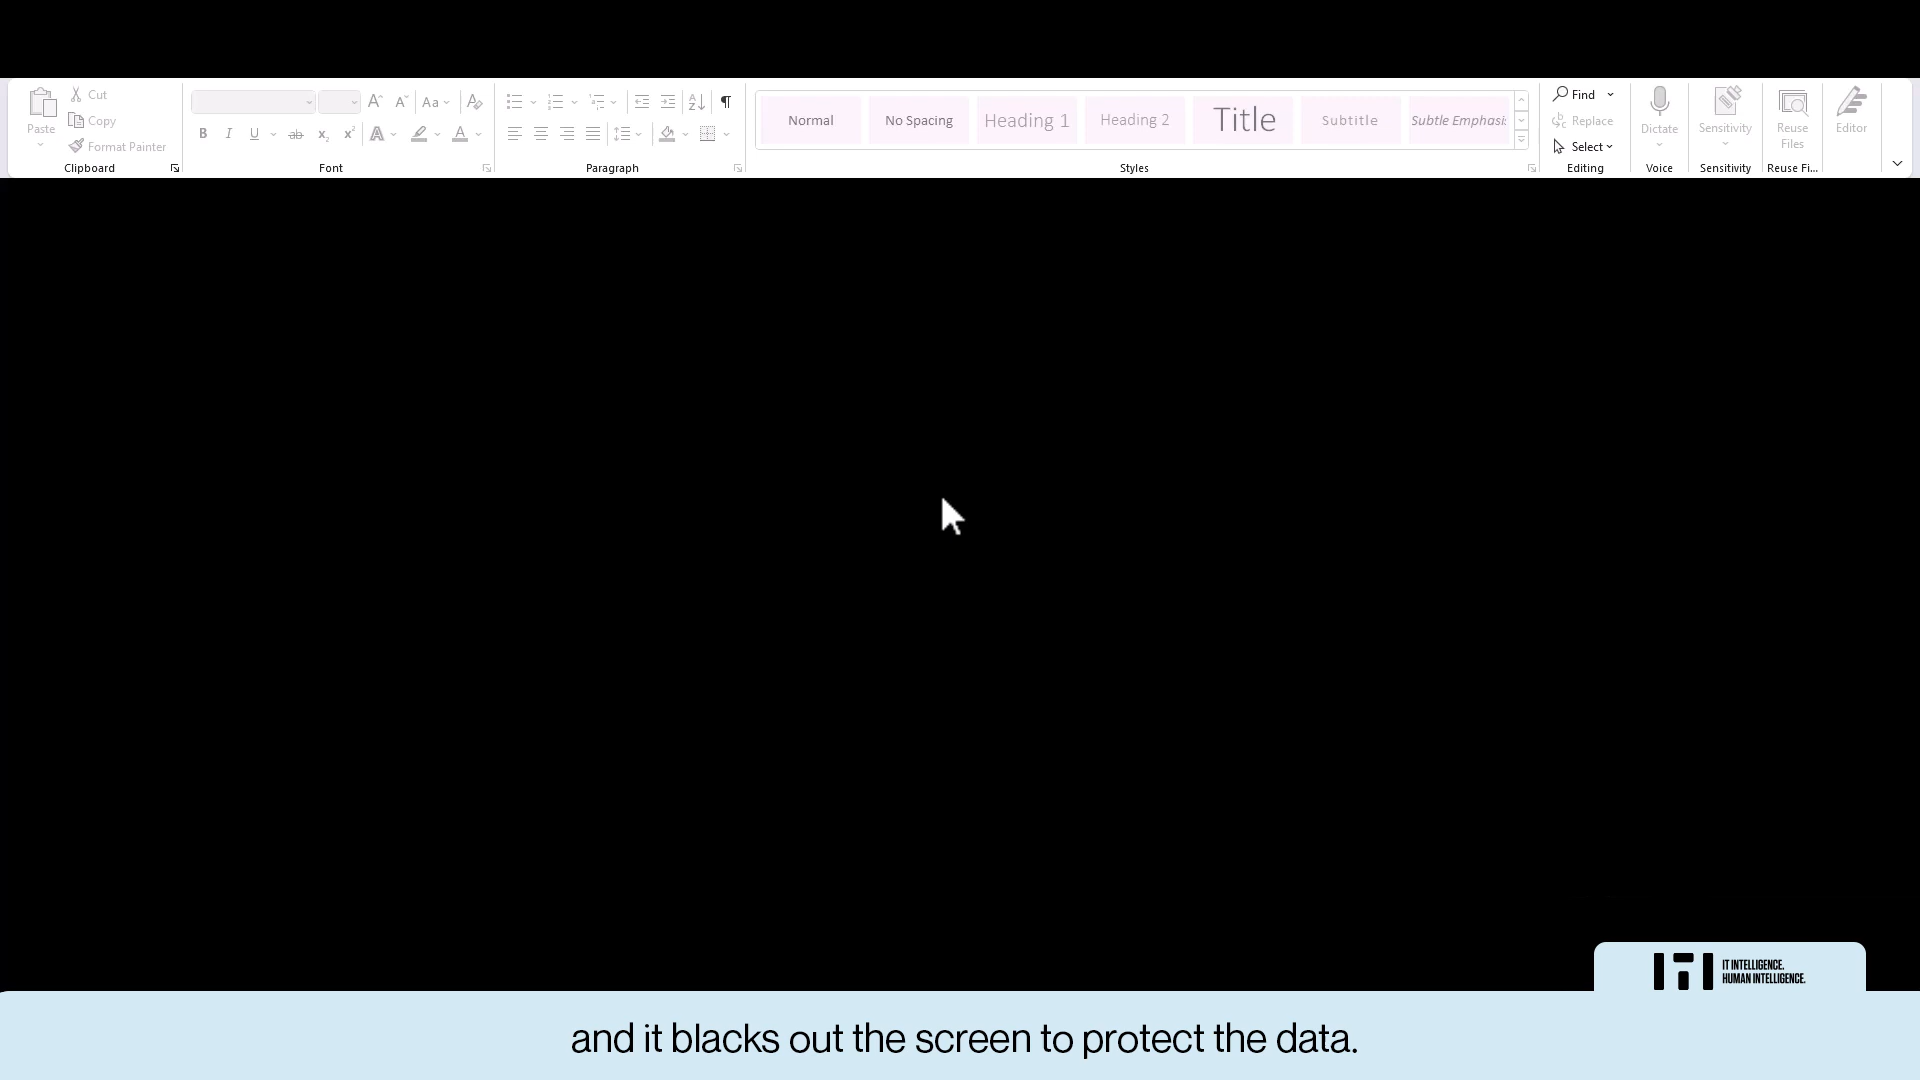 Cut
Copy
Format Painter
Paste
Clipboard
Aa
B I U ab x₂ x² A A
Font
Paragraph
Normal
No Spacing
Heading 1
Heading 2
Title
Subtitle
Subtle Emphasi
Styles
Find
Replace
Select
Editing
Dictate
Voice
Sensitivity
Sensitivity
Reuse
Files
Reuse Fi...
Editor
IT INTELLIGENCE.
HUMAN INTELLIGENCE.
and it blacks out the screen to protect the data.